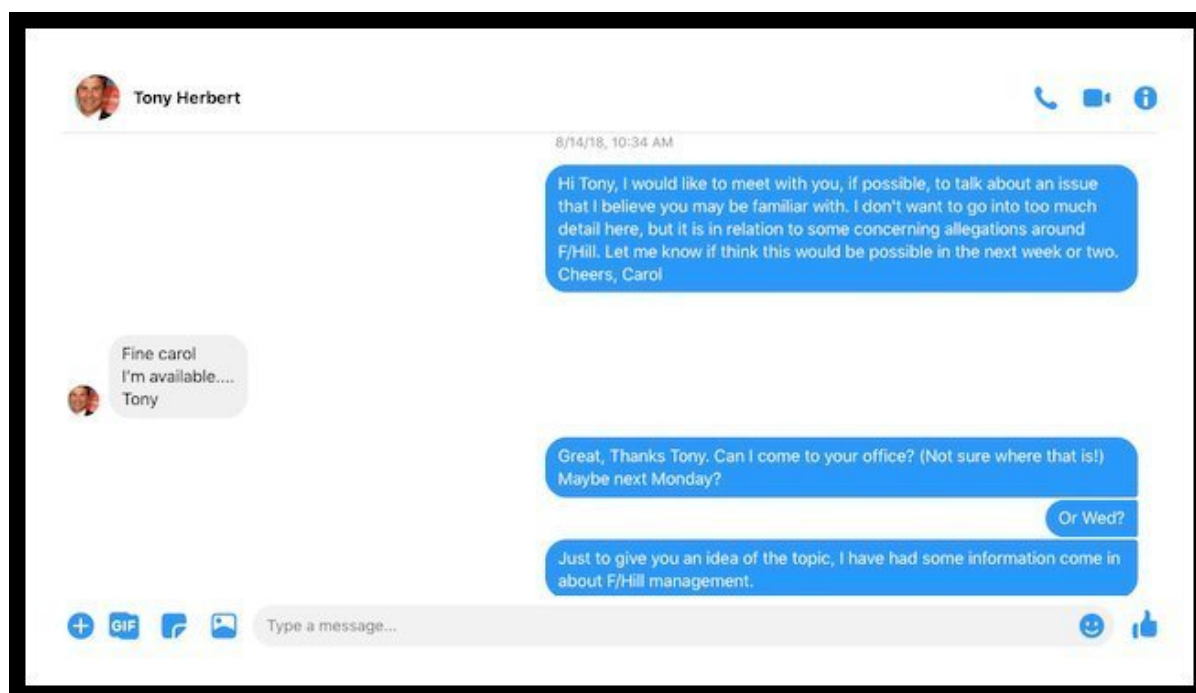 Tony Herbert
8/14/18, 10:34 AM
Hi Tony, I would like to meet with you, if possible, to talk about an issue
that I believe you may be familiar with. I don't want to go into too much
detail here, but it is in relation to some concerning allegations around
F/Hill. Let me know if think this would be possible in the next week or two.
Cheers, Carol
Fine carol
I'm available....
Tony
Great, Thanks Tony. Can I come to your office? (Not sure where that is!)
Maybe next Monday?
Or Wed?
Just to give you an idea of the topic, I have had some information come in
about F/Hill management.
GIF
Type a message...